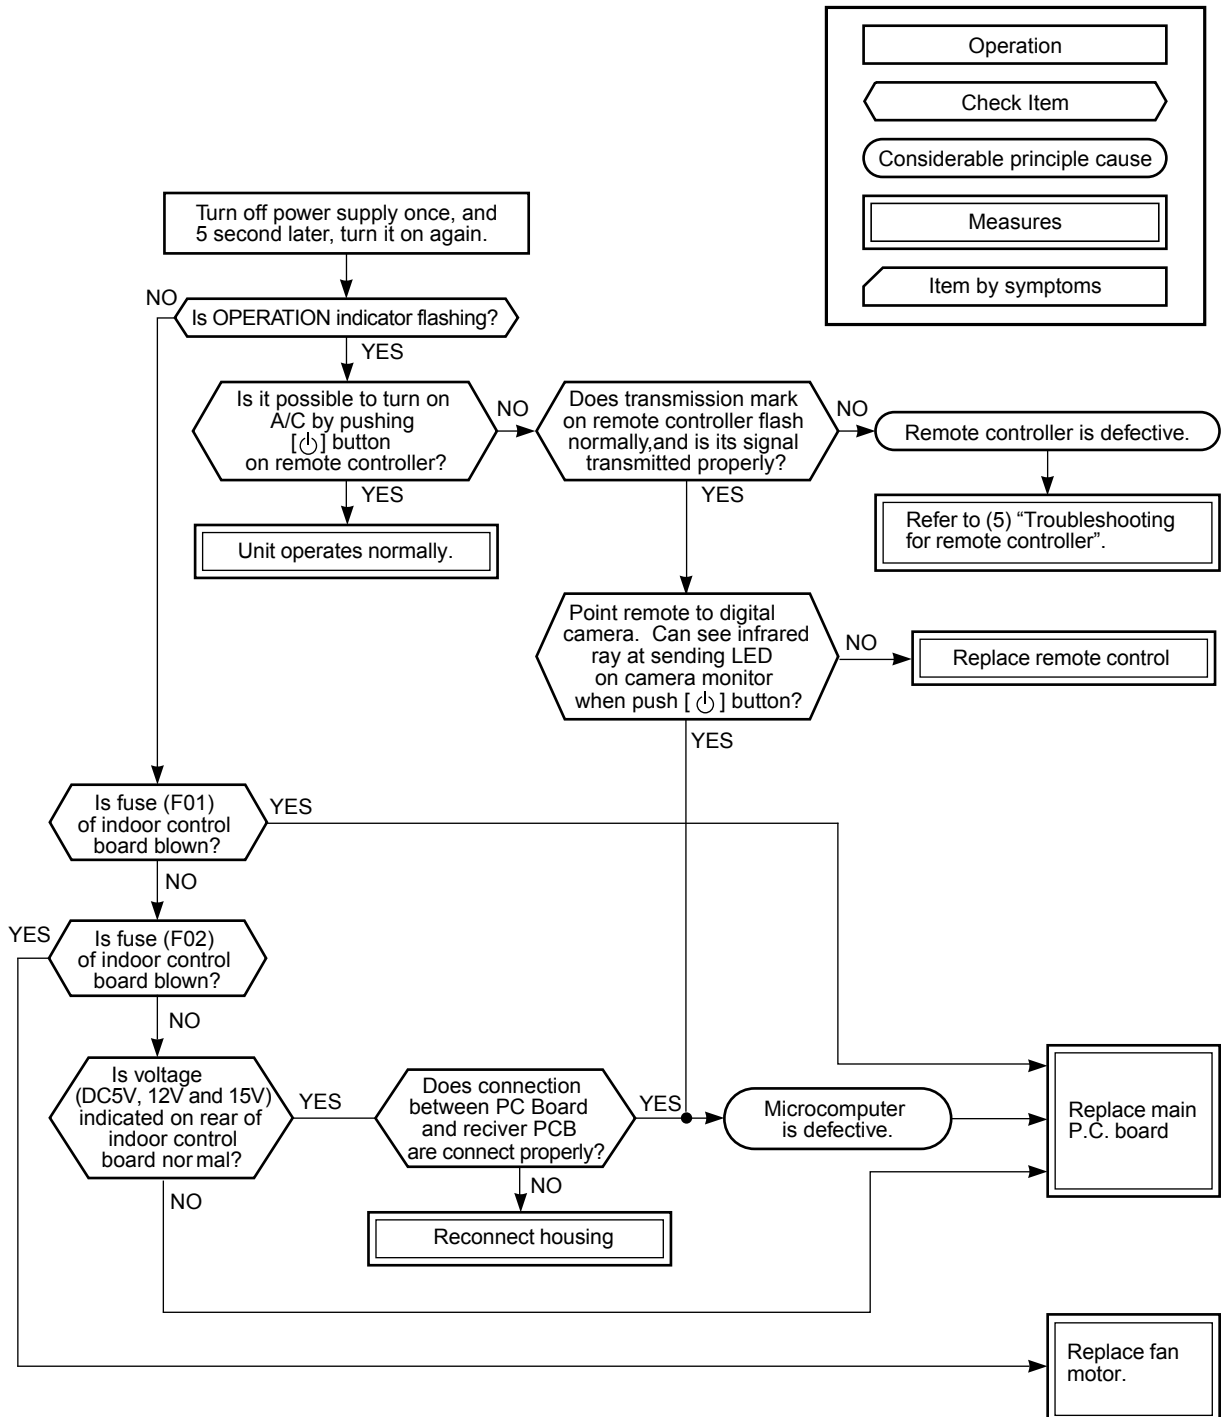 Operation
Check Item
Considerable principle cause
Measures
Item by symptoms
Turn off power supply once, and
5 second later, turn it on again.
NO
Is OPERATION indicator flashing?
YES
Is it possible to turn on
A/C by pushing
[⏻] button
on remote controller?
NO
Does transmission mark
on remote controller flash
normally,and is its signal
transmitted properly?
NO
Remote controller is defective.
YES
YES
Unit operates normally.
Refer to (5) “Troubleshooting
for remote controller”.
Point remote to digital
camera. Can see infrared
ray at sending LED
on camera monitor
when push [ ⏻ ] button?
NO
Replace remote control
YES
Is fuse (F01)
of indoor control
board blown?
YES
NO
YES
Is fuse (F02)
of indoor control
board blown?
NO
Is voltage
(DC5V, 12V and 15V)
indicated on rear of
indoor control
board normal?
YES
Does connection
between PC Board
and reciver PCB
are connect properly?
YES
Microcomputer
is defective.
Replace main
P.C. board
NO
NO
Reconnect housing
Replace fan
motor.